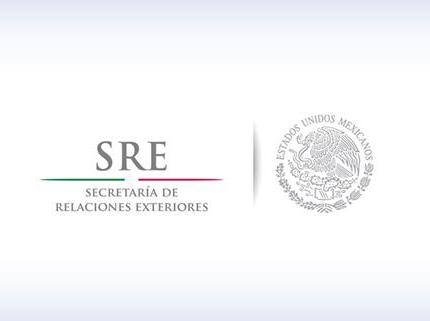 SRE
SECRETARÍA DE
RELACIONES EXTERIORES
ESTADOS UNIDOS MEXICANOS